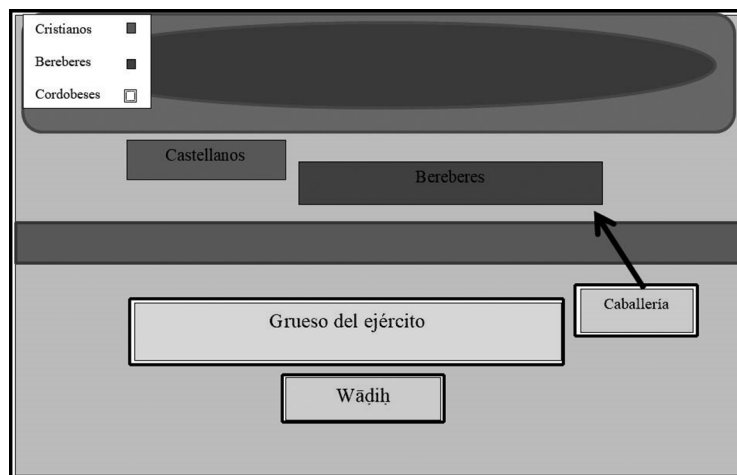 Cristianos
Bereberes
Cordobeses
Castellanos
Bereberes
Caballería
Grueso del ejército
Wāḍiḥ